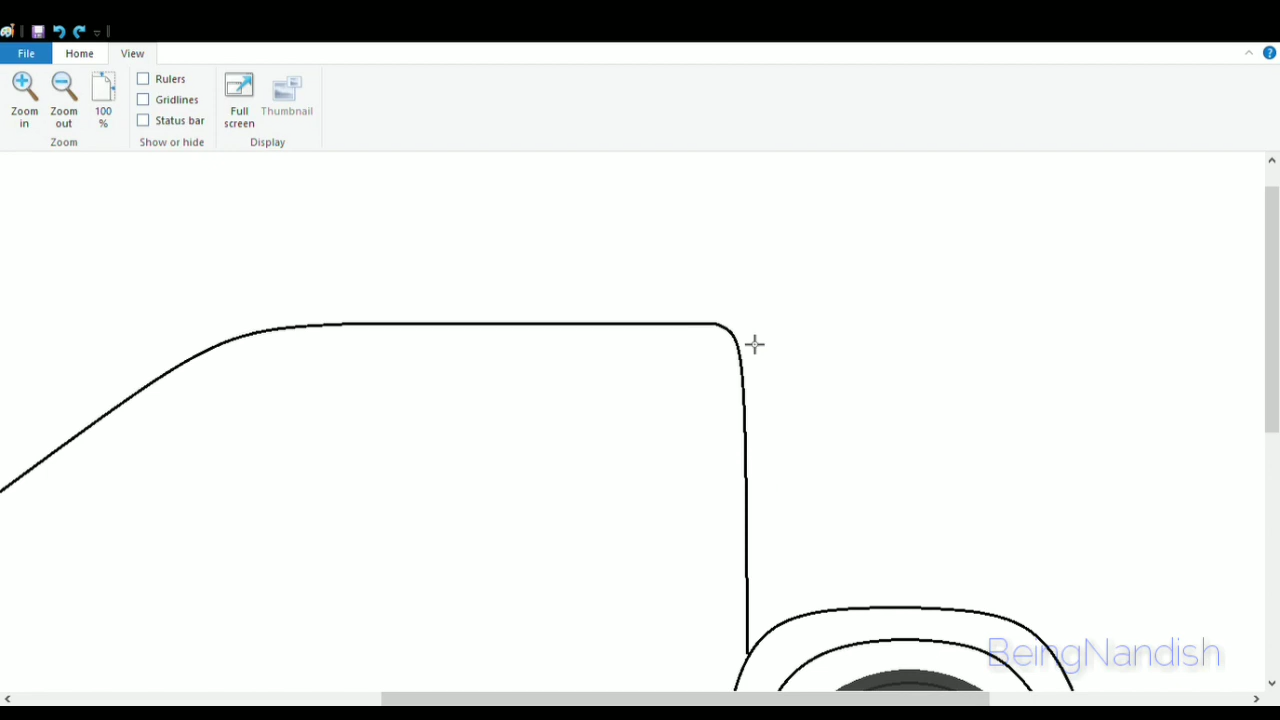 File Home View
Zoom in
Zoom out
100 %
Rulers
Gridlines
Status bar
Full screen
Thumbnail
Zoom
Show or hide
Display
BeingNandish